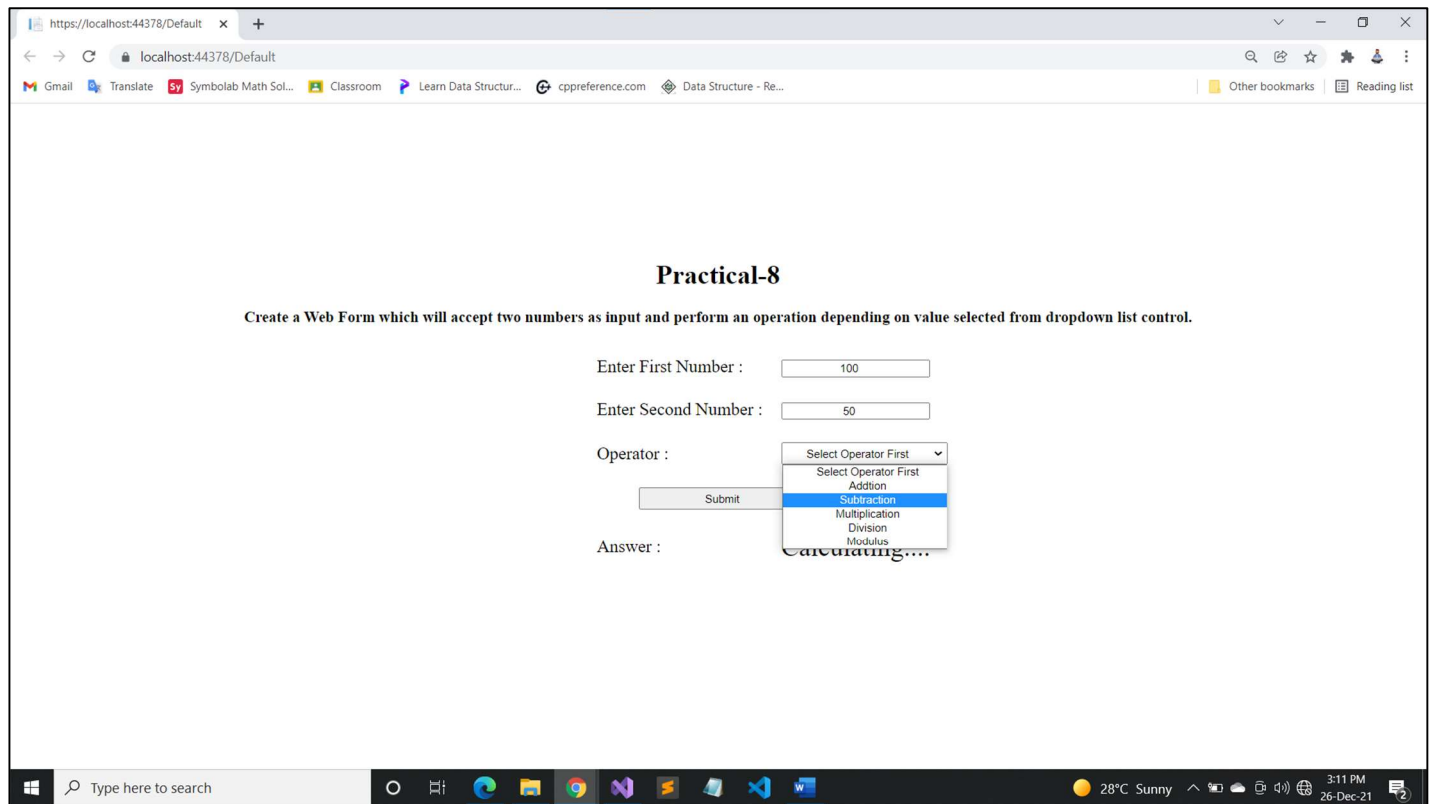 https://localhost:44378/Default
localhost:44378/Default
Gmail Translate Sy Symbolab Math Sol... Classroom Learn Data Structur... cppreference.com Data Structure - Re... Other bookmarks Reading list
Practical-8
Create a Web Form which will accept two numbers as input and perform an operation depending on value selected from dropdown list control.
Enter First Number : 100
Enter Second Number : 50
Operator : Select Operator First
Select Operator First
Addtion
Subtraction
Multiplication
Division
Modulus
Submit
Answer : Calculating....
Type here to search 28°C Sunny 3:11 PM
26-Dec-21 2